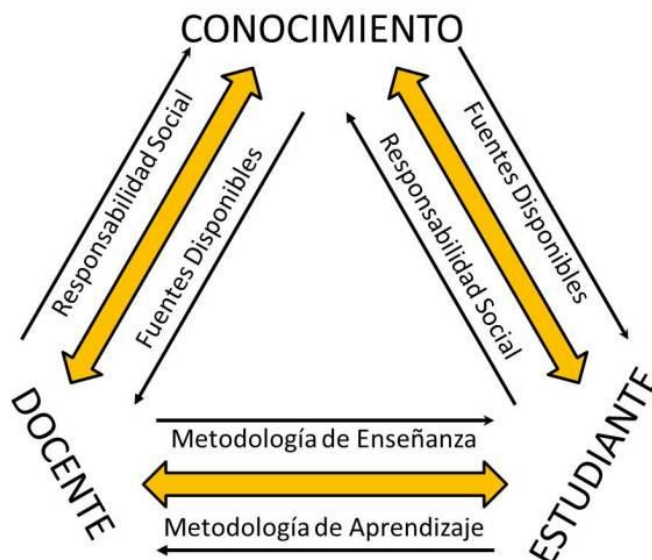 CONOCIMIENTO
Responsabilidad Social
Fuentes Disponibles
Responsabilidad Social
Fuentes Disponibles
DOCENTE
Metodología de Enseñanza
Metodología de Aprendizaje
ESTUDIANTE